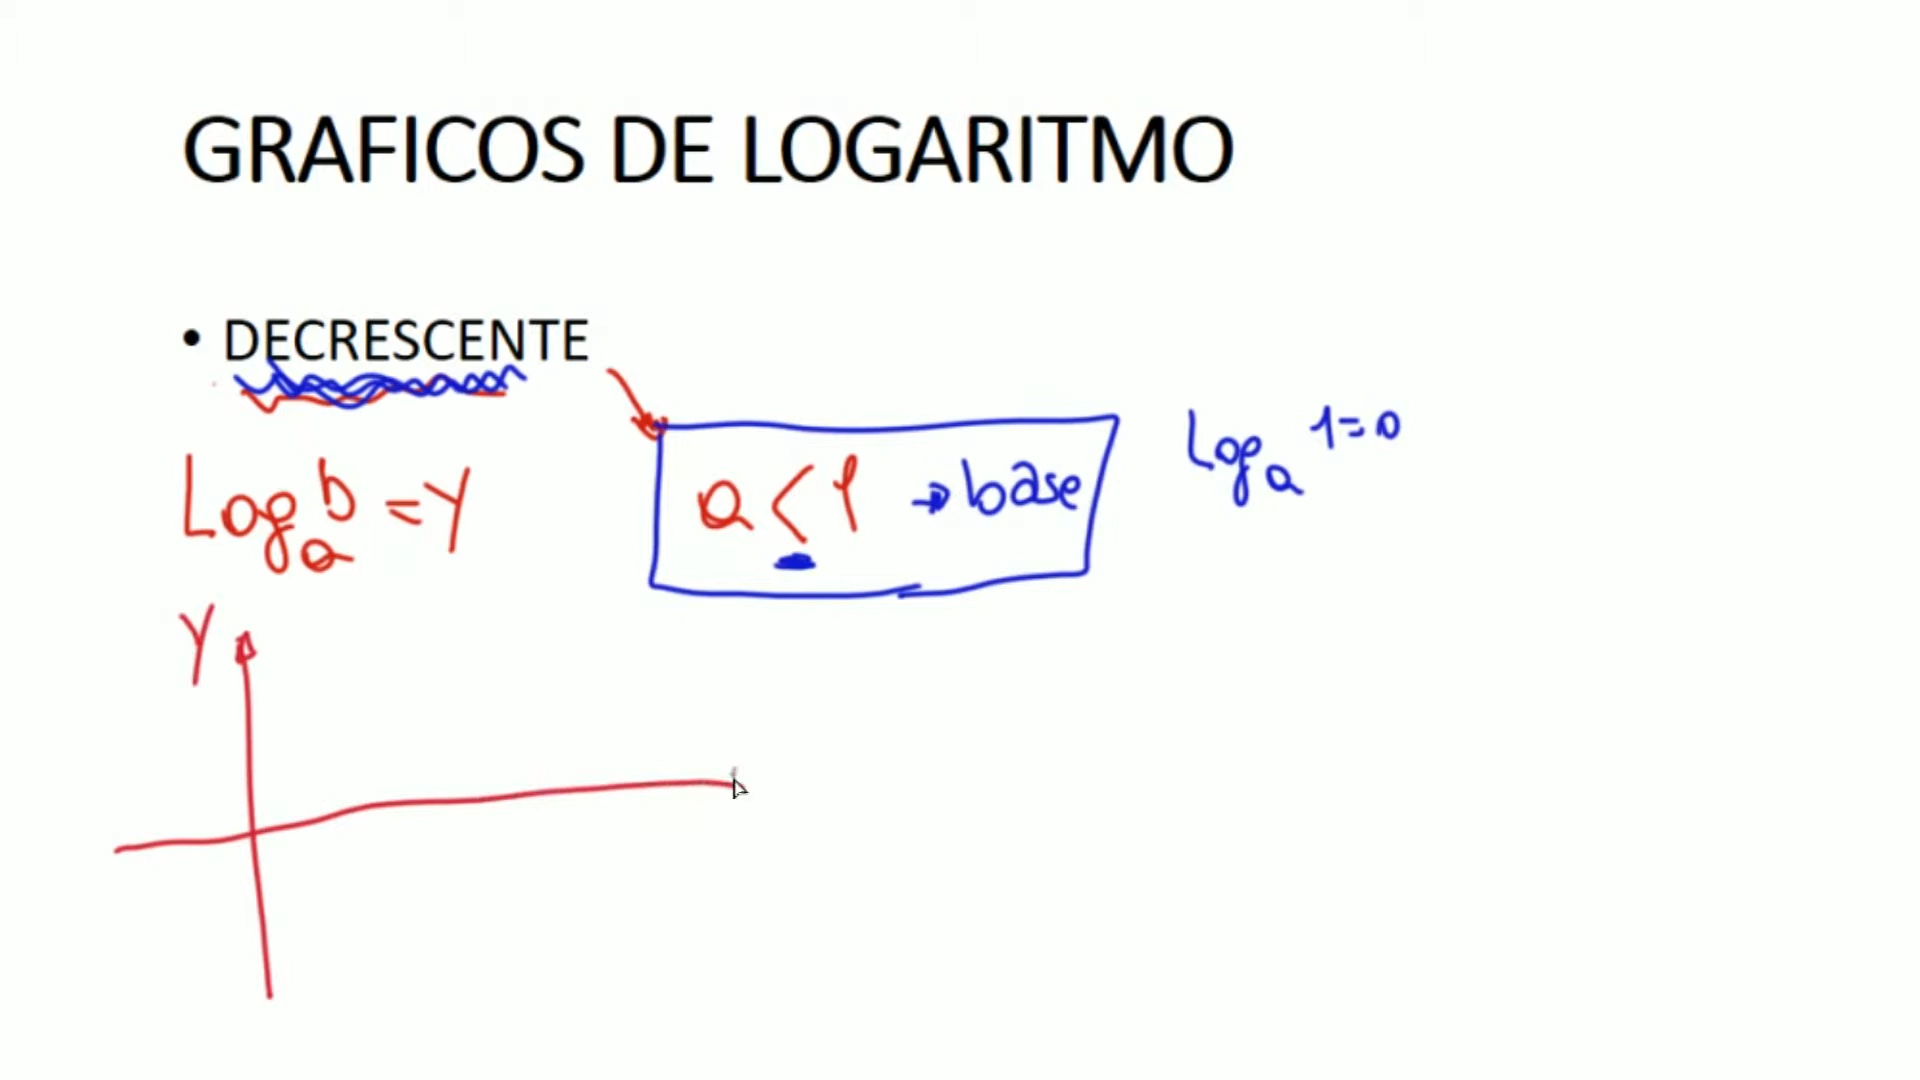 GRAFICOS DE LOGARITMO
• DECRESCENTE
Log_a b = Y
a < 1 → base
Log_a 1 = 0
Y